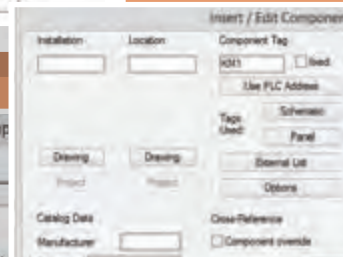 Insert / Edit Componen
Installation Location Component Tag
KM1 fixed
Use PLC Address
Tags Used: Schematic
Panel
Drawing Drawing External List
Project Project Options
Catalog Data Cross-Reference
Manufacturer Component override